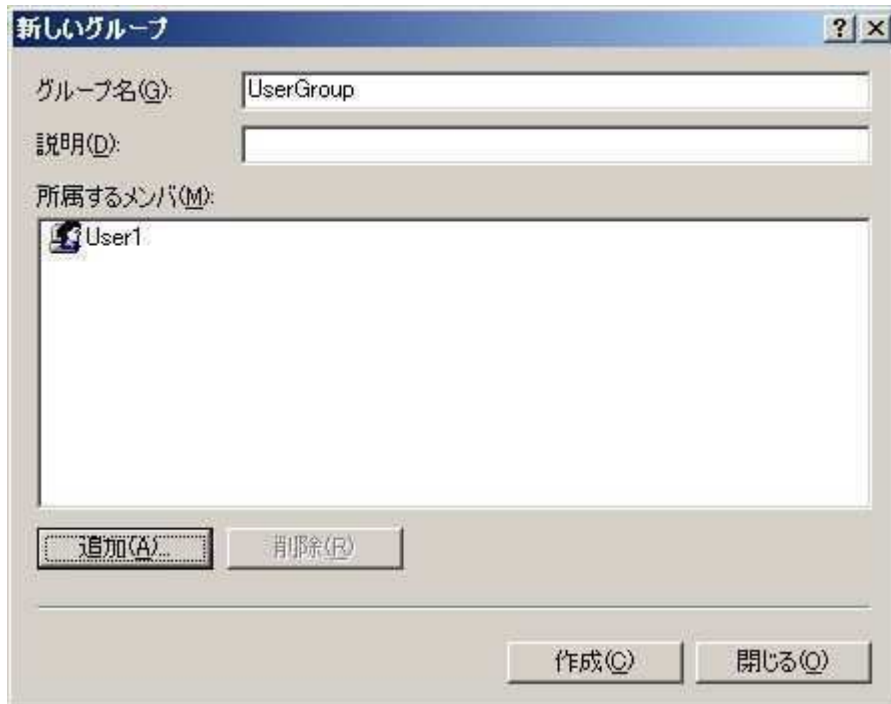 新しいグループ
グループ名(G): UserGroup
説明(D):
所属するメンバ(M):
User1
追加(A)... 削除(R)
作成(C) 閉じる(O)